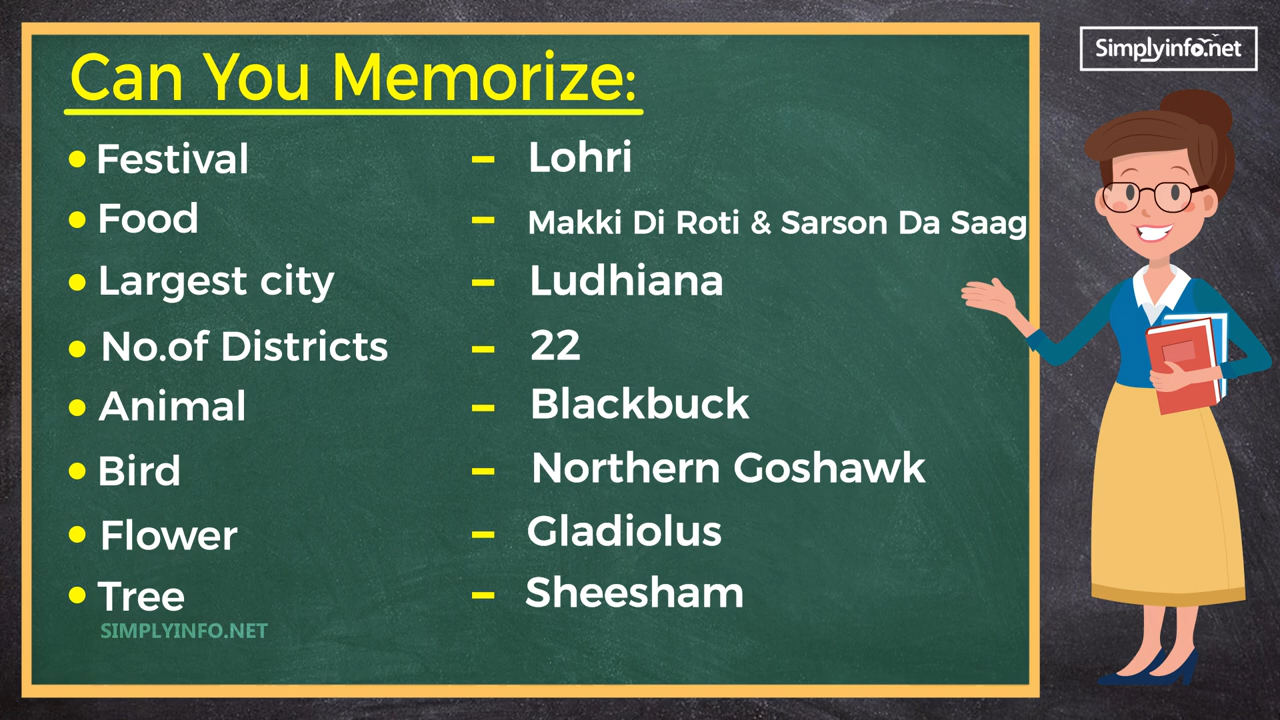 Can You Memorize:
Simplyinfo.net
• Festival – Lohri
• Food – Makki Di Roti & Sarson Da Saag
• Largest city – Ludhiana
• No.of Districts – 22
• Animal – Blackbuck
• Bird – Northern Goshawk
• Flower – Gladiolus
• Tree – Sheesham
SIMPLYINFO.NET